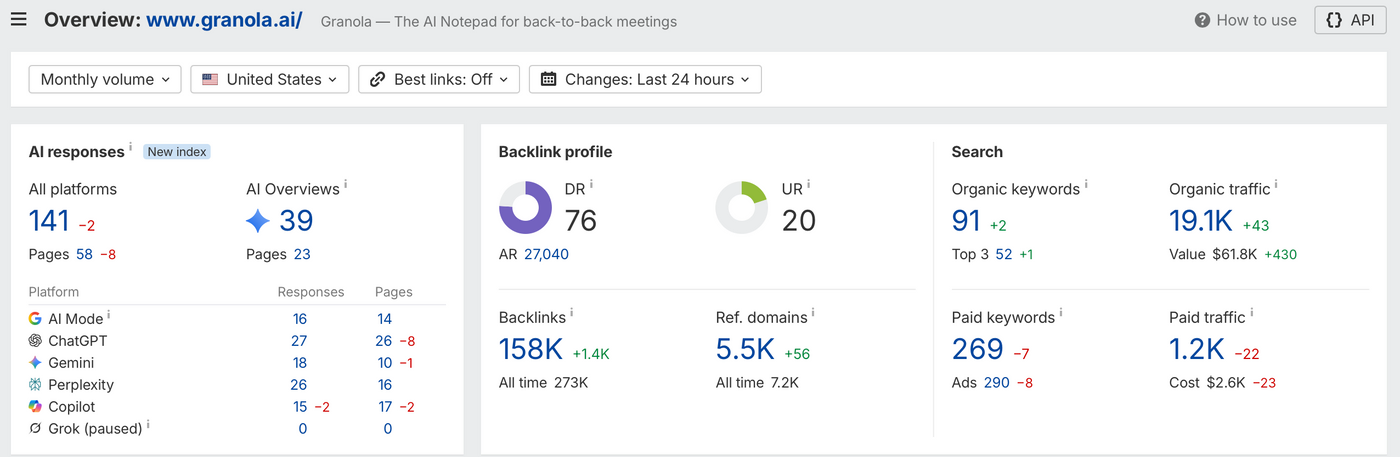 Overview: www.granola.ai/ Granola — The AI Notepad for back-to-back meetings How to use {} API
Monthly volume United States Best links: Off Changes: Last 24 hours
AI responses i New index
All platforms AI Overviews i
141 −2 39
Pages 58 −8 Pages 23
Platform Responses Pages
AI Mode i 16 14
ChatGPT 27 26 −8
Gemini 18 10 −1
Perplexity 26 16
Copilot 15 −2 17 −2
Grok (paused) i 0 0
Backlink profile
DR i UR i
76 20
AR 27,040
Backlinks i Ref. domains i
158K +1.4K 5.5K +56
All time 273K All time 7.2K
Search
Organic keywords i Organic traffic i
91 +2 19.1K +43
Top 3 52 +1 Value $61.8K +430
Paid keywords i Paid traffic i
269 −7 1.2K −22
Ads 290 −8 Cost $2.6K −23